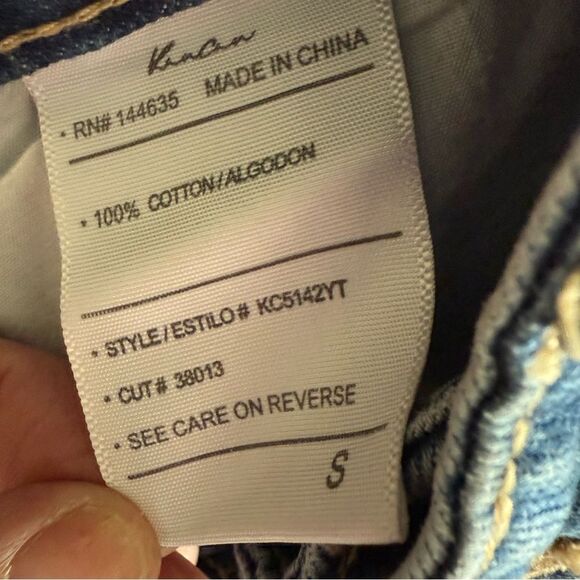 KanCan
• RN# 144635 MADE IN CHINA
• 100% COTTON/ALGODON
• STYLE/ESTILO# KC5142YT
• CUT# 38013
• SEE CARE ON REVERSE
S